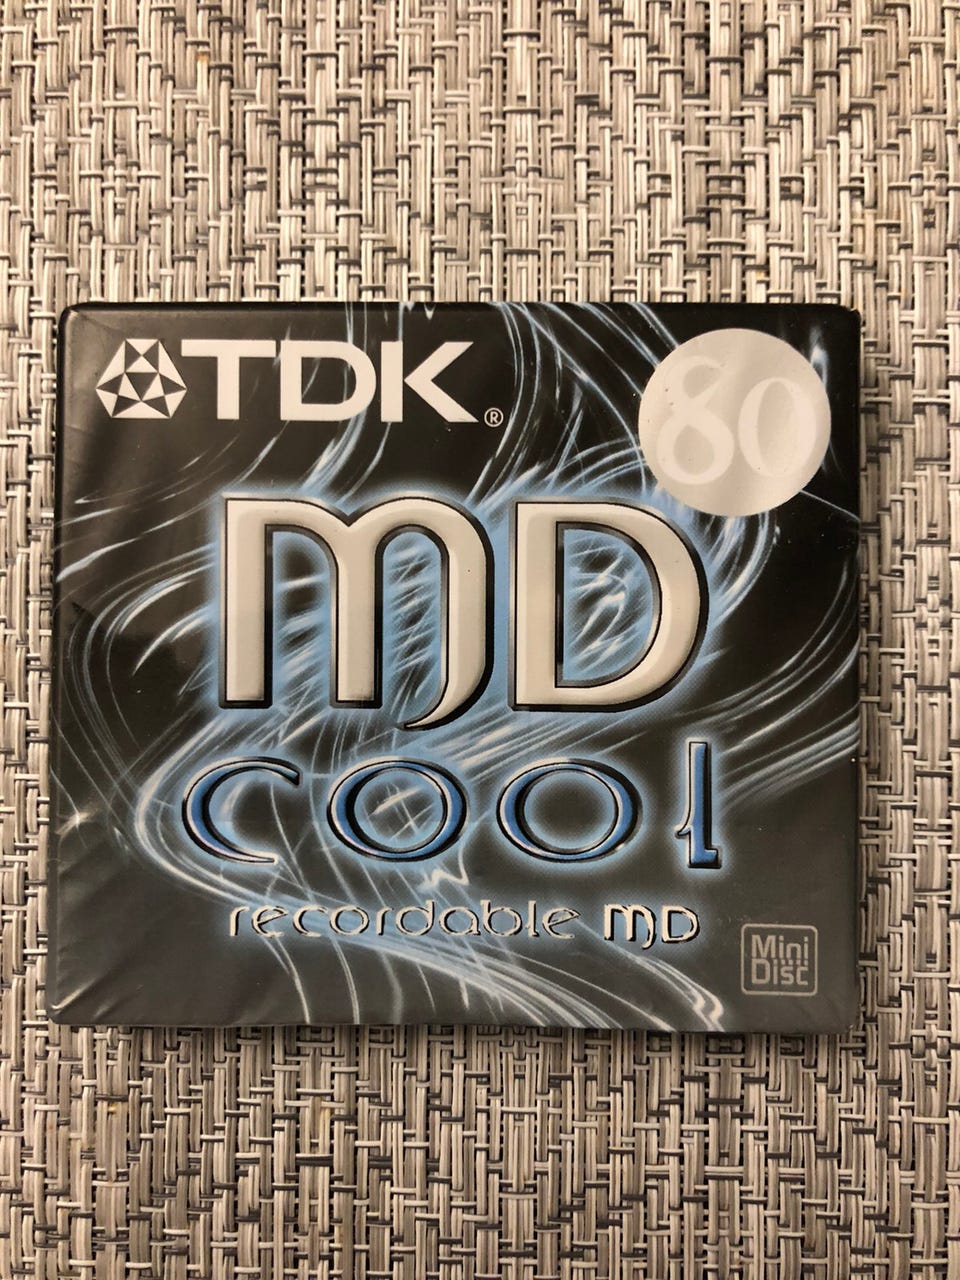 TDK®
80
MD
cool
recordable MD
Mini
Disc